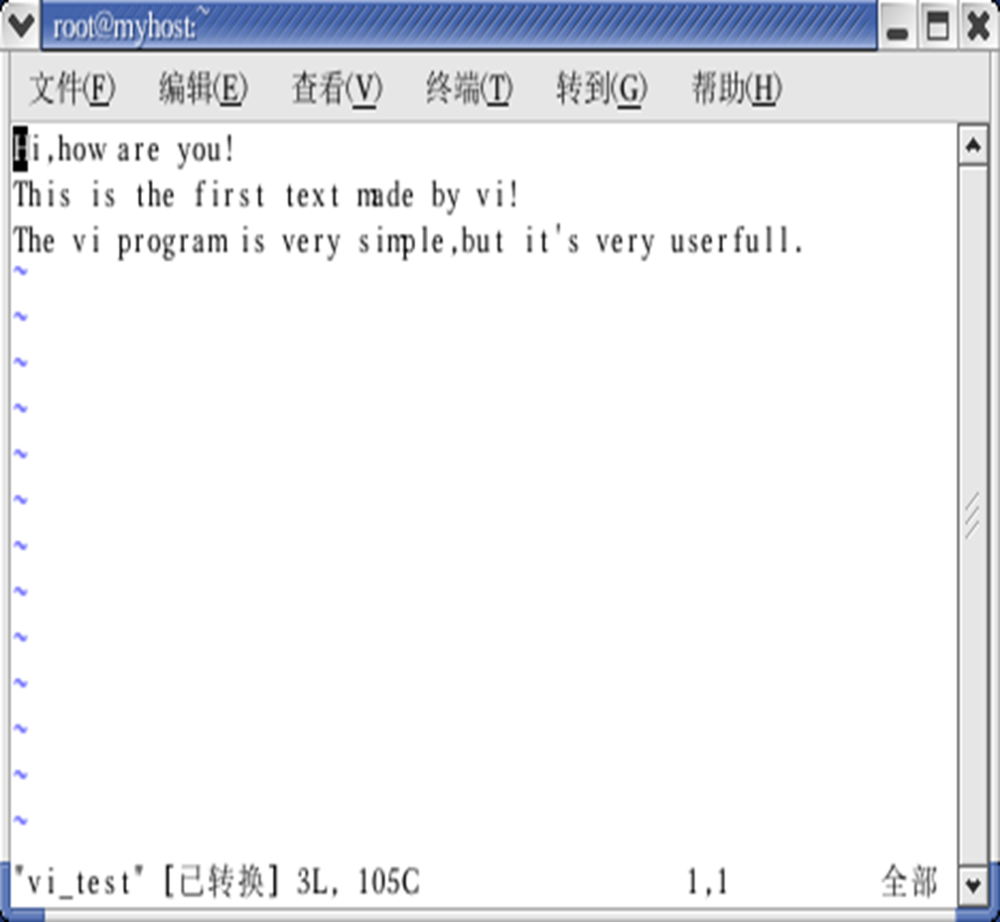 root@myhost:~
文件(F) 编辑(E) 查看(V) 终端(T) 转到(G) 帮助(H)
Hi,how are you!
This is the first text made by vi!
The vi program is very simple,but it's very userfull.
~
~
~
~
~
~
~
~
~
~
~
~
~
"vi_test" [已转换] 3L, 105C 1,1 全部